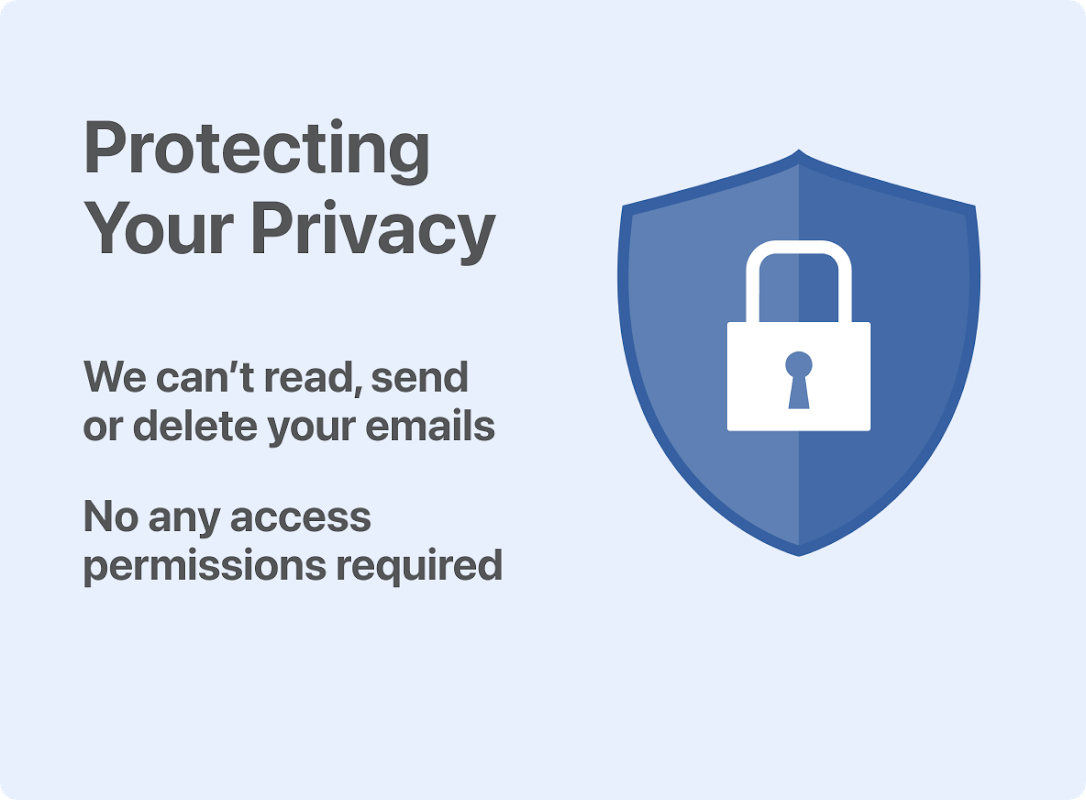 Protecting
Your Privacy
We can’t read, send
or delete your emails
No any access
permissions required